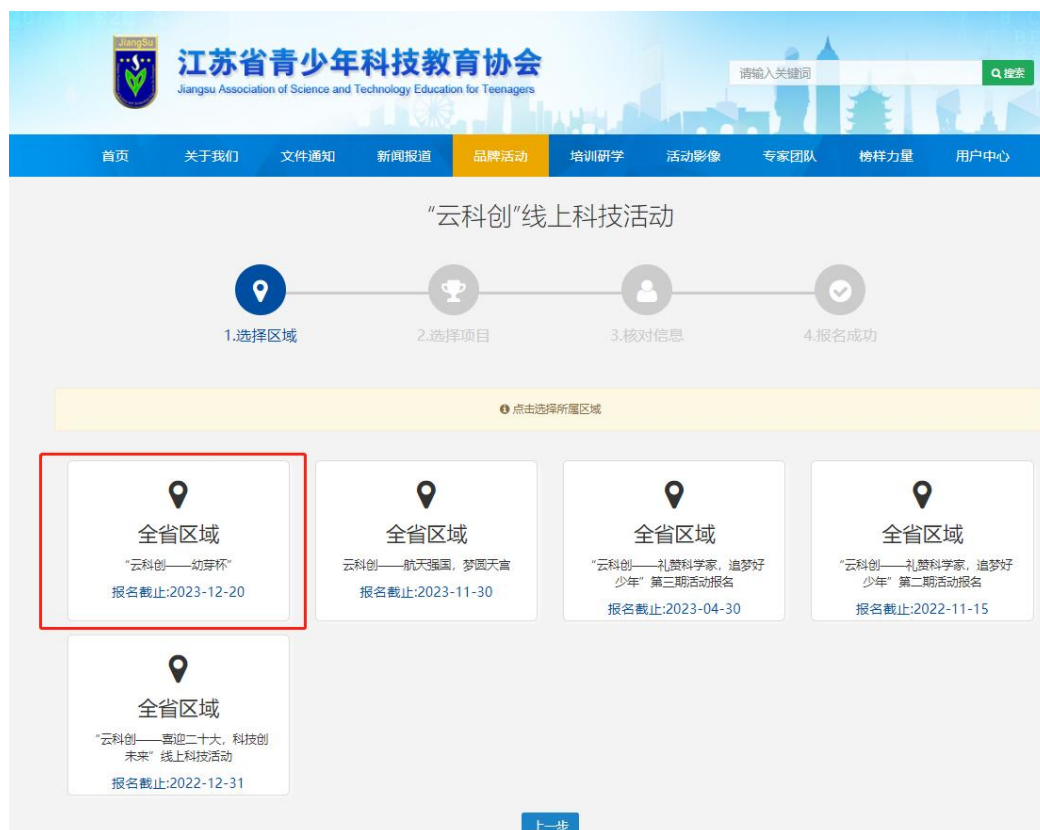 JiangSu
江苏省青少年科技教育协会
Jiangsu Association of Science and Technology Education for Teenagers
请输入关键词
搜索
首页 关于我们 文件通知 新闻报道 品牌活动 培训研学 活动影像 专家团队 榜样力量 用户中心
“云科创”线上科技活动
1.选择区域 2.选择项目 3.核对信息 4.报名成功
点击选择所属区域
全省区域
“云科创——幼芽杯”
报名截止:2023-12-20
全省区域
云科创——航天强国，梦圆天宫
报名截止:2023-11-30
全省区域
“云科创——礼赞科学家，追梦好
少年”第三期活动报名
报名截止:2023-04-30
全省区域
“云科创——礼赞科学家，追梦好
少年”第二期活动报名
报名截止:2022-11-15
全省区域
“云科创——喜迎二十大，科技创
未来”线上科技活动
报名截止:2022-12-31
上一步